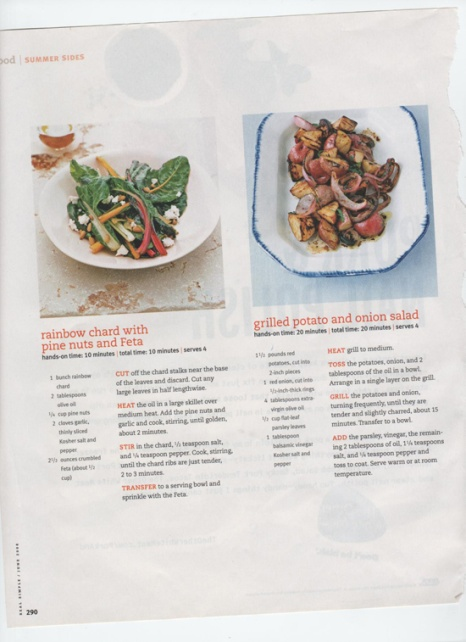 ood | SUMMER SIDES
rainbow chard with
pine nuts and Feta
hands-on time: 10 minutes | total time: 10 minutes | serves 4
1 bunch rainbow
chard
2 tablespoons
olive oil
1/4 cup pine nuts
2 cloves garlic,
thinly sliced
Kosher salt and
pepper
2 1/2 ounces crumbled
Feta (about 1/2
cup)
CUT off the chard stalks near the base
of the leaves and discard. Cut any
large leaves in half lengthwise.
HEAT the oil in a large skillet over
medium heat. Add the pine nuts and
garlic and cook, stirring, until golden,
about 2 minutes.
STIR in the chard, 1/2 teaspoon salt,
and 1/4 teaspoon pepper. Cook, stirring,
until the chard ribs are just tender,
2 to 3 minutes.
TRANSFER to a serving bowl and
sprinkle with the Feta.
grilled potato and onion salad
hands-on time: 20 minutes | total time: 20 minutes | serves 4
1 1/2 pounds red
potatoes, cut into
2-inch pieces
1 red onion, cut into
1/2-inch-thick rings
4 tablespoons extra-
virgin olive oil
1/2 cup flat-leaf
parsley leaves
1 tablespoon
balsamic vinegar
Kosher salt and
pepper
HEAT grill to medium.
TOSS the potatoes, onion, and 2
tablespoons of the oil in a bowl.
Arrange in a single layer on the grill.
GRILL the potatoes and onion,
turning frequently, until they are
tender and slightly charred, about 15
minutes. Transfer to a bowl.
ADD the parsley, vinegar, the remain-
ing 2 tablespoons of oil, 1 1/4 teaspoons
salt, and 1/4 teaspoon pepper and
toss to coat. Serve warm or at room
temperature.
REAL SIMPLE / JUNE
290